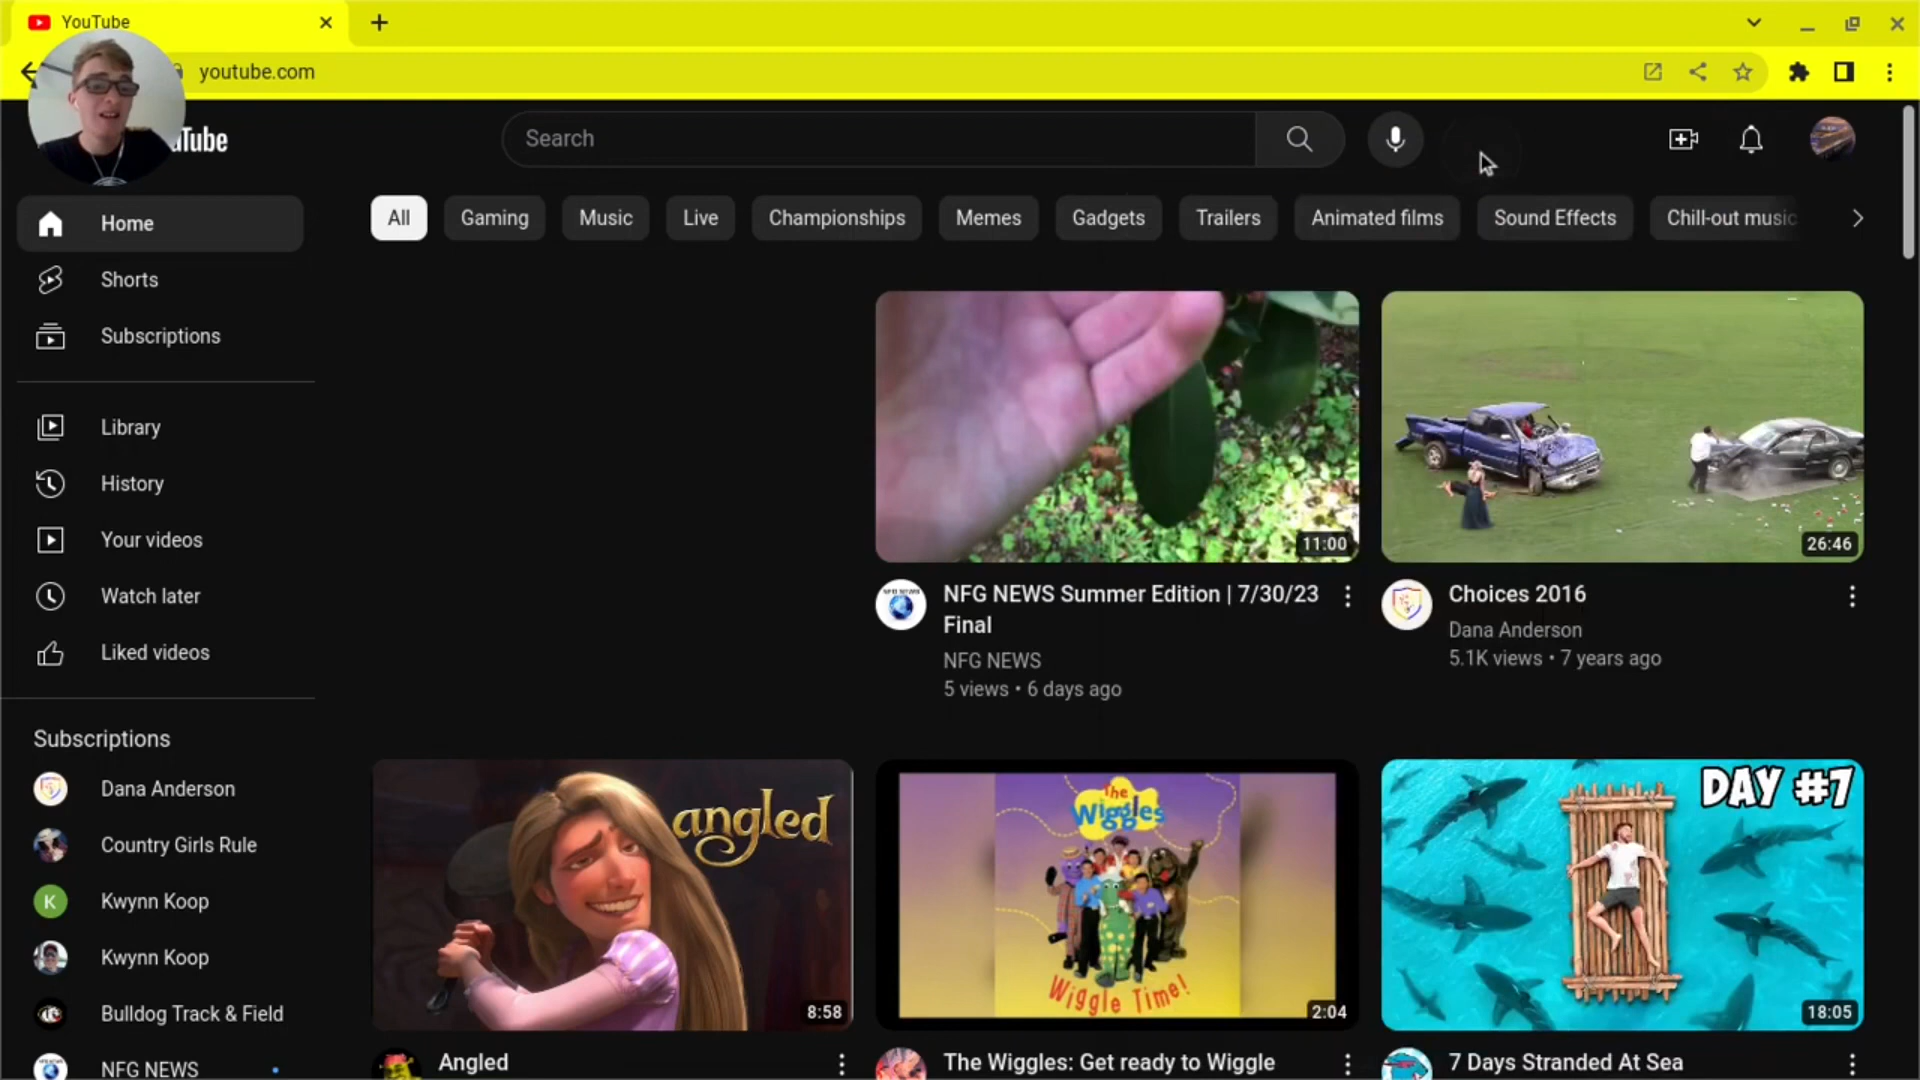 YouTube
youtube.com
uTube
Search
Home
Shorts
Subscriptions
Library
History
Your videos
Watch later
Liked videos
Subscriptions
Dana Anderson
Country Girls Rule
K
Kwynn Koop
Kwynn Koop
Bulldog Track & Field
NFG NEWS
All
Gaming
Music
Live
Championships
Memes
Gadgets
Trailers
Animated films
Sound Effects
Chill-out music
11:00
NFG NEWS Summer Edition | 7/30/23
Final
NFG NEWS
5 views • 6 days ago
26:46
Choices 2016
Dana Anderson
5.1K views • 7 years ago
angled
8:58
Angled
the
Wiggles
Wiggle Time!
2:04
The Wiggles: Get ready to Wiggle
DAY #7
18:05
7 Days Stranded At Sea